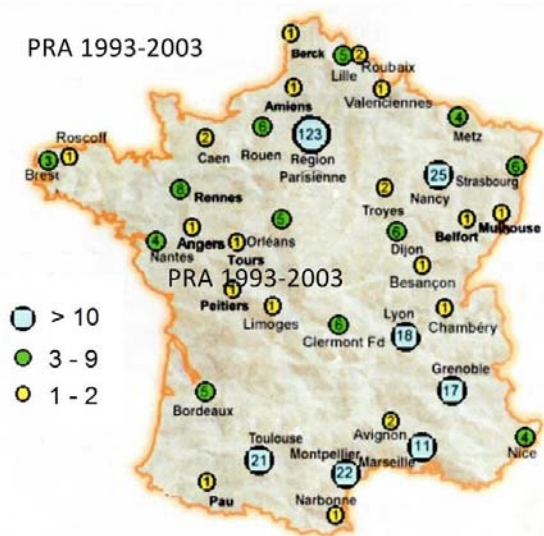 PRA 1993-2003
1
Berck
5
2
Lille
Roubaix
1
Amiens
1
Valenciennes
6
Rouen
123
Région
Parisienne
4
Metz
2
Caen
Roscoff
3
1
Brest
8
Rennes
25
Nancy
6
Strasbourg
2
Troyes
5
Orléans
1
Angers
1
Tours
4
Nantes
6
Dijon
1
Belfort
1
Mulhouse
1
Besançon
PRA 1993-2003
1
Peitiers
1
Limoges
6
Clermont Fd
Lyon
18
1
Chambéry
> 10
3 - 9
1 - 2
Grenoble
17
5
Bordeaux
2
Avignon
4
Nice
Toulouse
21
Montpellier
22
Marseille
11
1
Pau
Narbonne
1